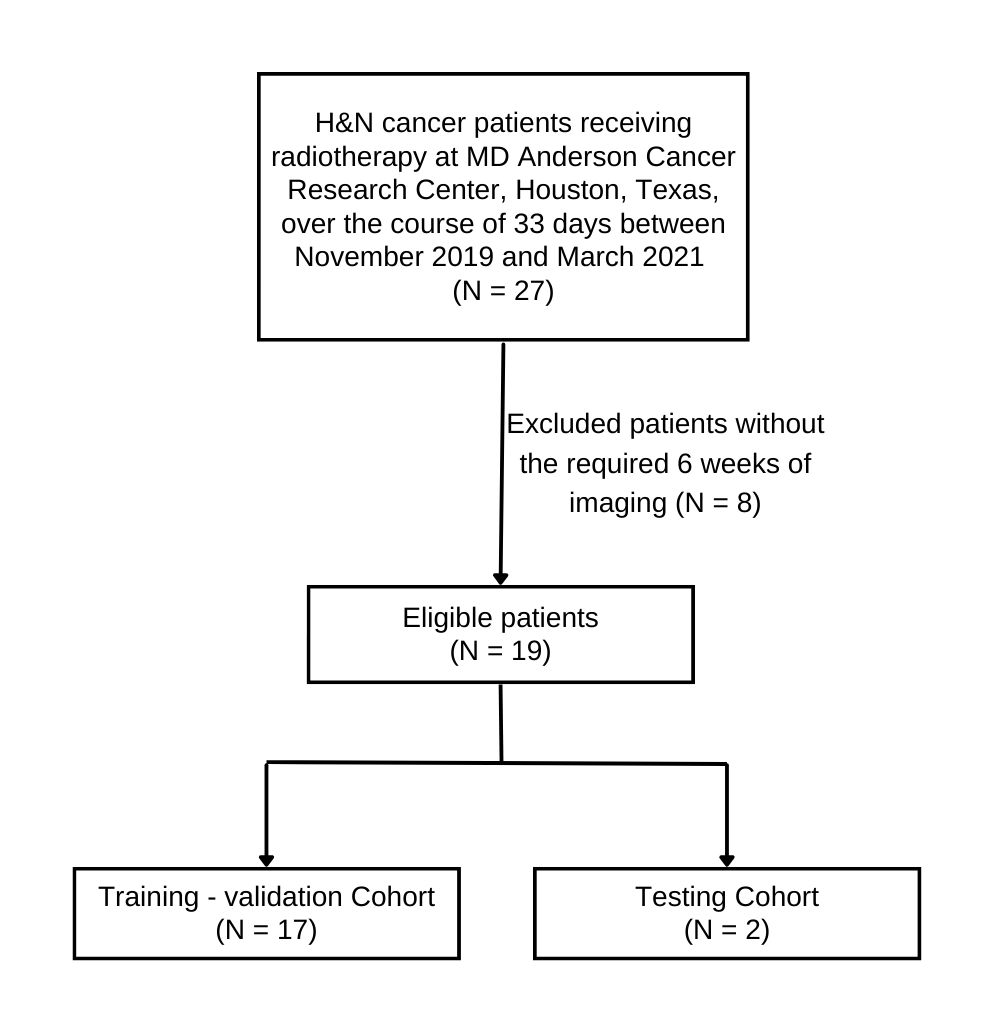 H&N cancer patients receiving
radiotherapy at MD Anderson Cancer
Research Center, Houston, Texas,
over the course of 33 days between
November 2019 and March 2021
(N = 27)
Excluded patients without
the required 6 weeks of
imaging (N = 8)
Eligible patients
(N = 19)
Training - validation Cohort
(N = 17)
Testing Cohort
(N = 2)